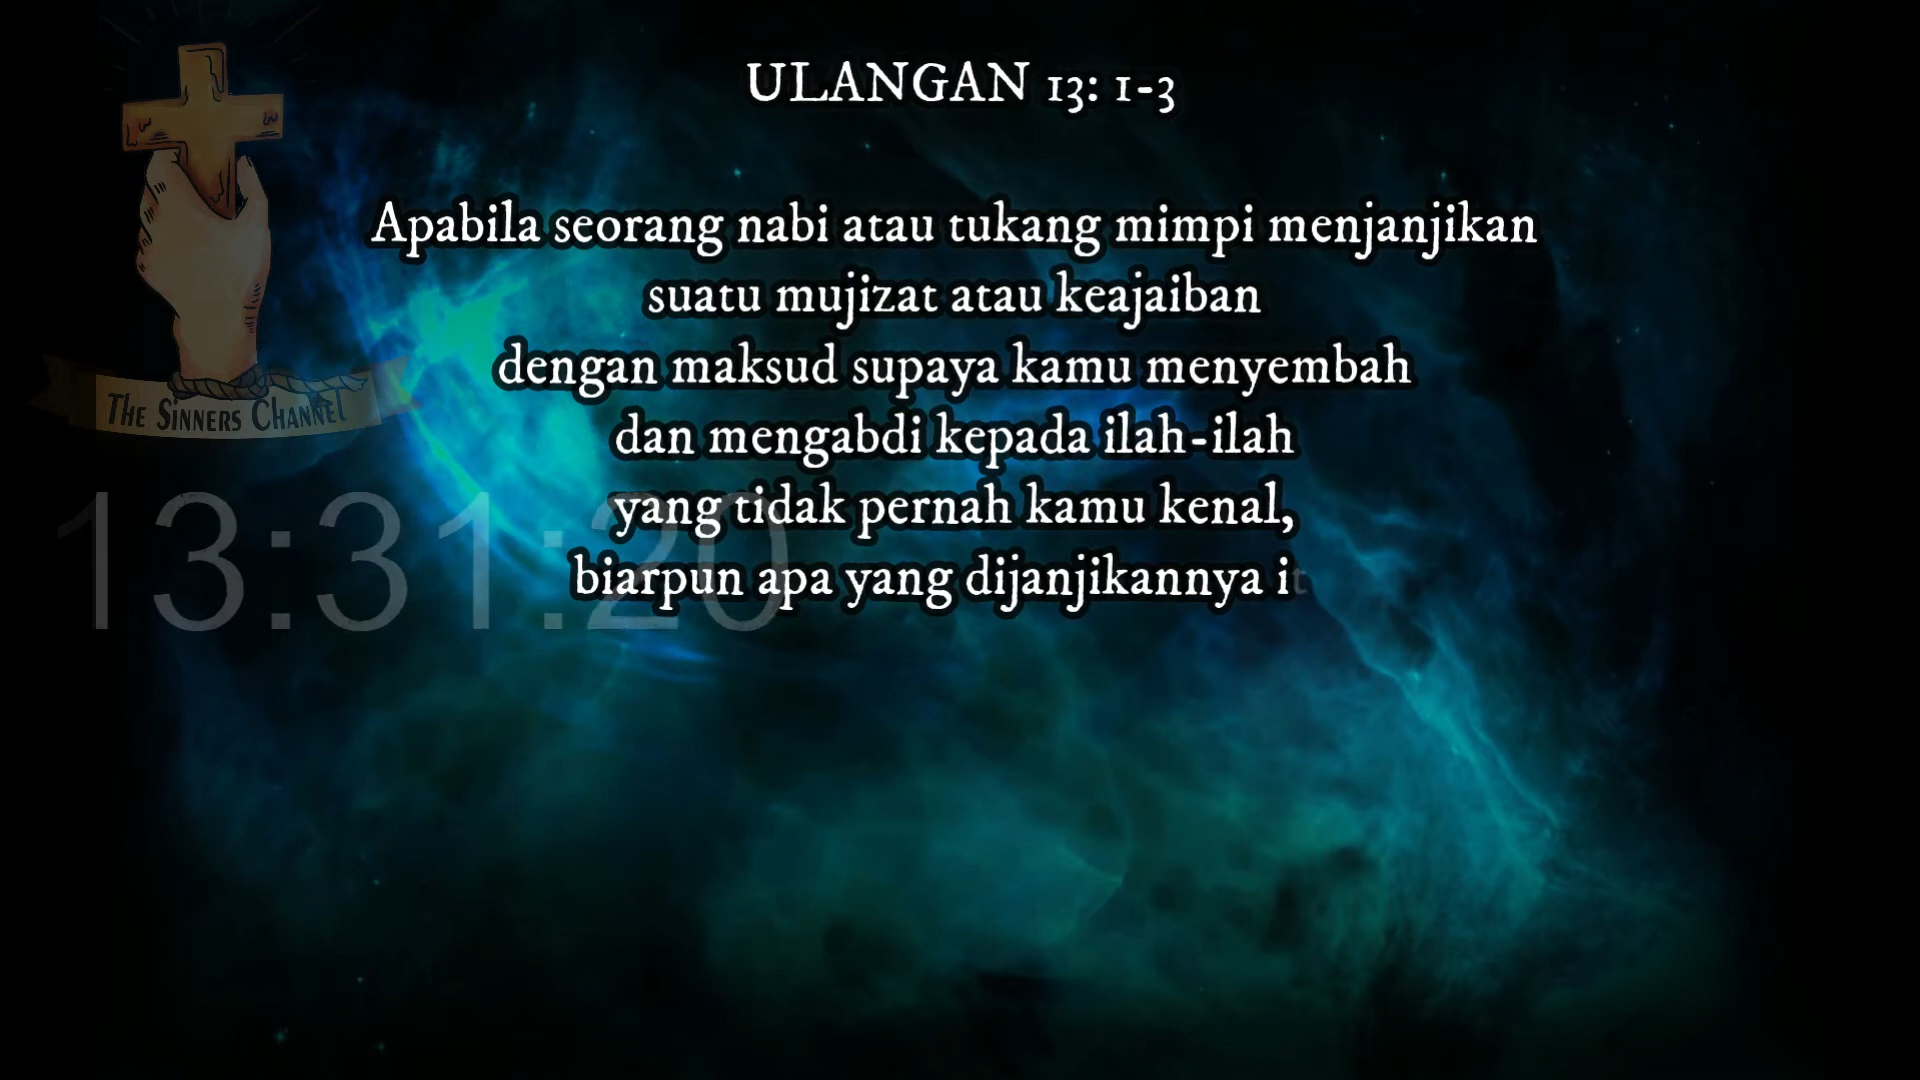 ULANGAN 13: 1-3
Apabila seorang nabi atau tukang mimpi menjanjikan
suatu mujizat atau keajaiban
dengan maksud supaya kamu menyembah
dan mengabdi kepada ilah-ilah
yang tidak pernah kamu kenal,
biarpun apa yang dijanjikannya it
THE SINNERS CHANNEL
13:31:20